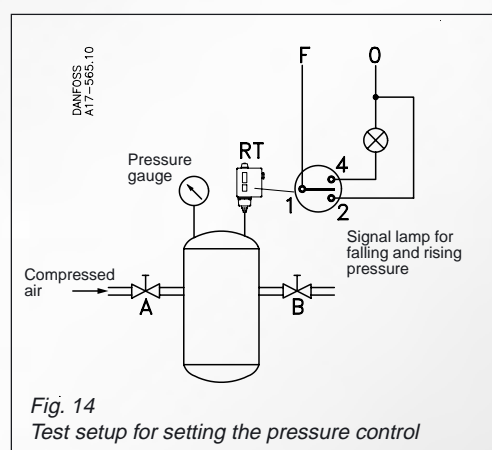 DANFOSS
A17-565.10
F
O
Pressure
gauge
RT
4
1
2
Signal lamp for
falling and rising
pressure
Compressed
air
A
B
Fig. 14
Test setup for setting the pressure control